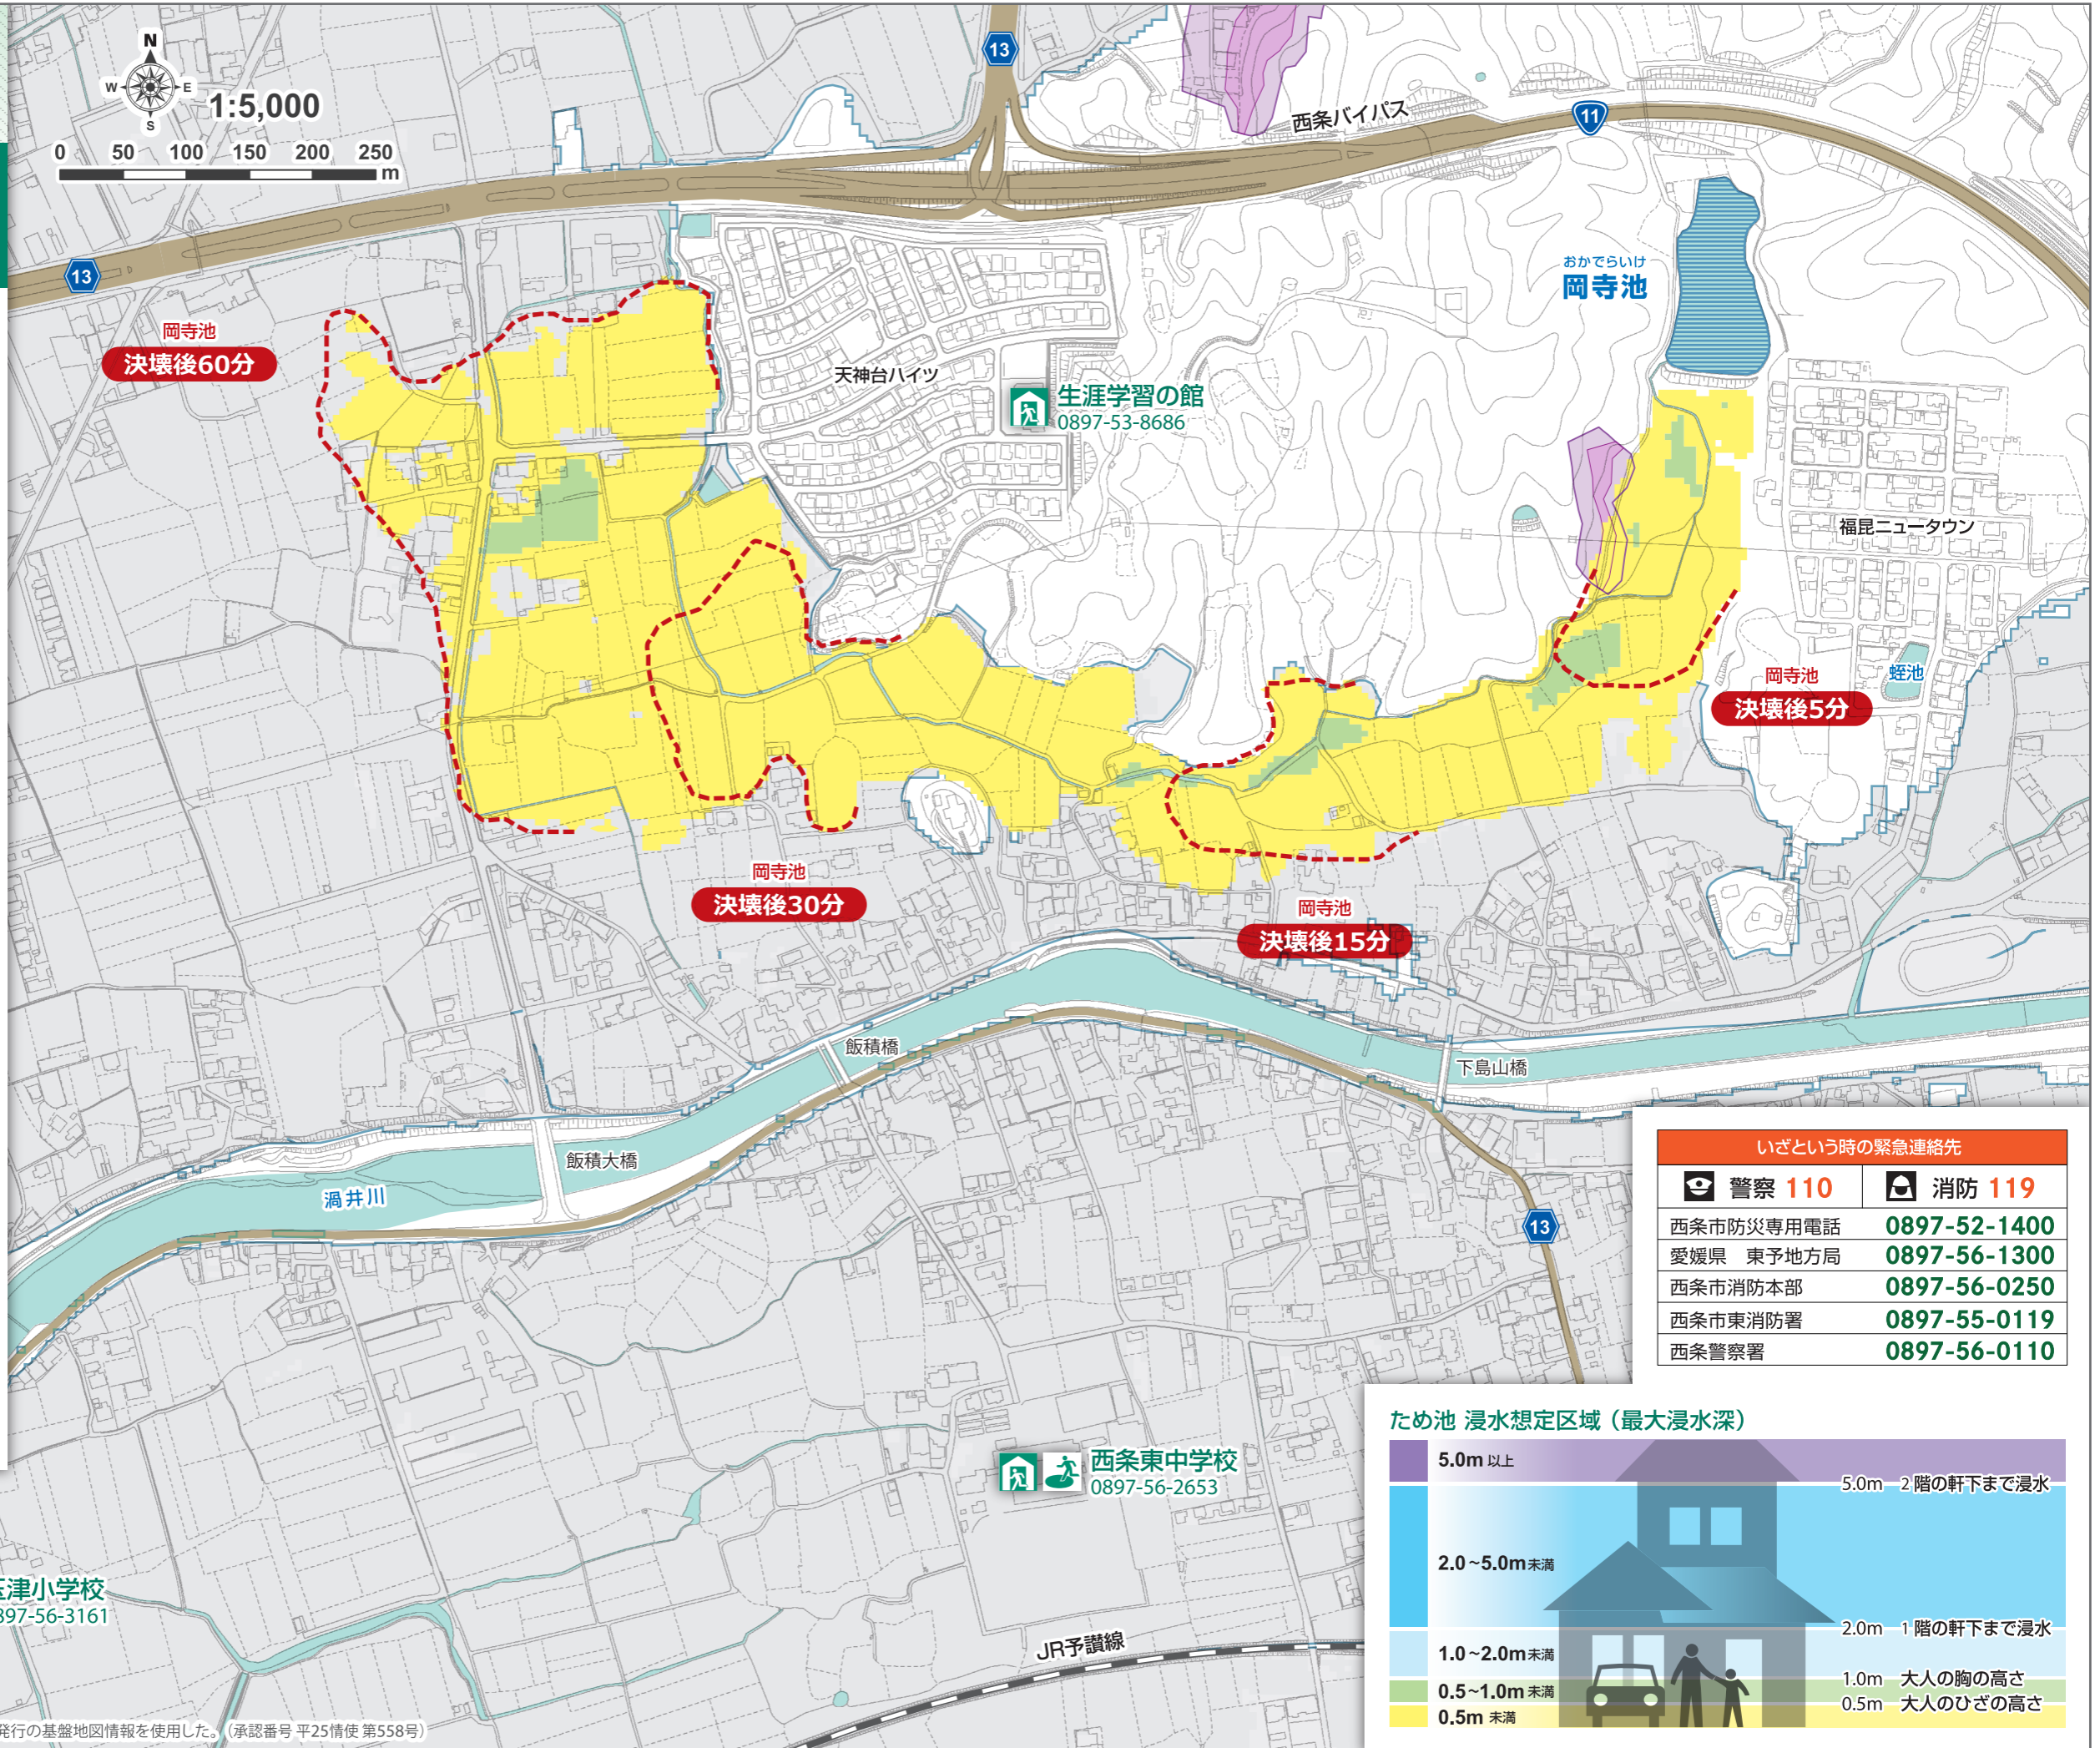 N
W
E
S
1:5,000
0 50 100 150 200 250
m
13
13
西条バイパス
11
おかでらいけ
岡寺池
岡寺池
決壊後60分
天神台ハイツ
生涯学習の館
0897-53-8686
福昆ニュータウン
蛭池
岡寺池
決壊後5分
岡寺池
決壊後30分
岡寺池
決壊後15分
飯積橋
下島山橋
飯積大橋
渦井川
13
いざという時の緊急連絡先
警察 110
消防 119
西条市防災専用電話 0897-52-1400
愛媛県 東予地方局 0897-56-1300
西条市消防本部 0897-56-0250
西条市東消防署 0897-55-0119
西条警察署 0897-56-0110
西条東中学校
0897-56-2653
津小学校
897-56-3161
JR予讃線
ため池 浸水想定区域（最大浸水深）
5.0m 以上
5.0m 2階の軒下まで浸水
2.0~5.0m未満
2.0m 1階の軒下まで浸水
1.0~2.0m未満
1.0m 大人の胸の高さ
0.5~1.0m未満
0.5m 大人のひざの高さ
0.5m 未満
発行の基盤地図情報を使用した。（承認番号 平25情使 第558号）